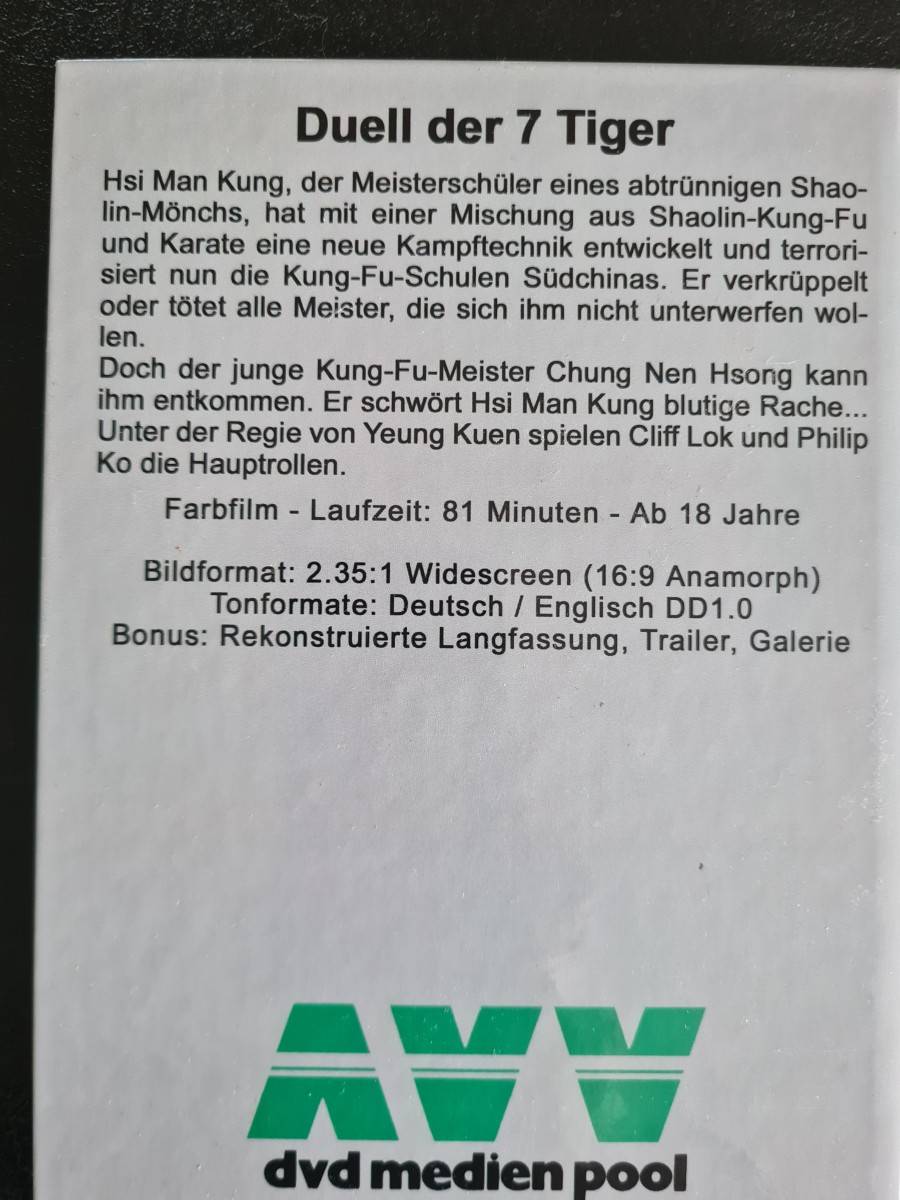 Duell der 7 Tiger
Hsi Man Kung, der Meisterschüler eines abtrünnigen Shao-
lin-Mönchs, hat mit einer Mischung aus Shaolin-Kung-Fu
und Karate eine neue Kampftechnik entwickelt und terrori-
siert nun die Kung-Fu-Schulen Südchinas. Er verkrüppelt
oder tötet alle Meister, die sich ihm nicht unterwerfen wol-
len.
Doch der junge Kung-Fu-Meister Chung Nen Hsong kann
ihm entkommen. Er schwört Hsi Man Kung blutige Rache...
Unter der Regie von Yeung Kuen spielen Cliff Lok und Philip
Ko die Hauptrollen.
Farbfilm - Laufzeit: 81 Minuten - Ab 18 Jahre
Bildformat: 2.35:1 Widescreen (16:9 Anamorph)
Tonformate: Deutsch / Englisch DD1.0
Bonus: Rekonstruierte Langfassung, Trailer, Galerie
AVV
dvd medien pool